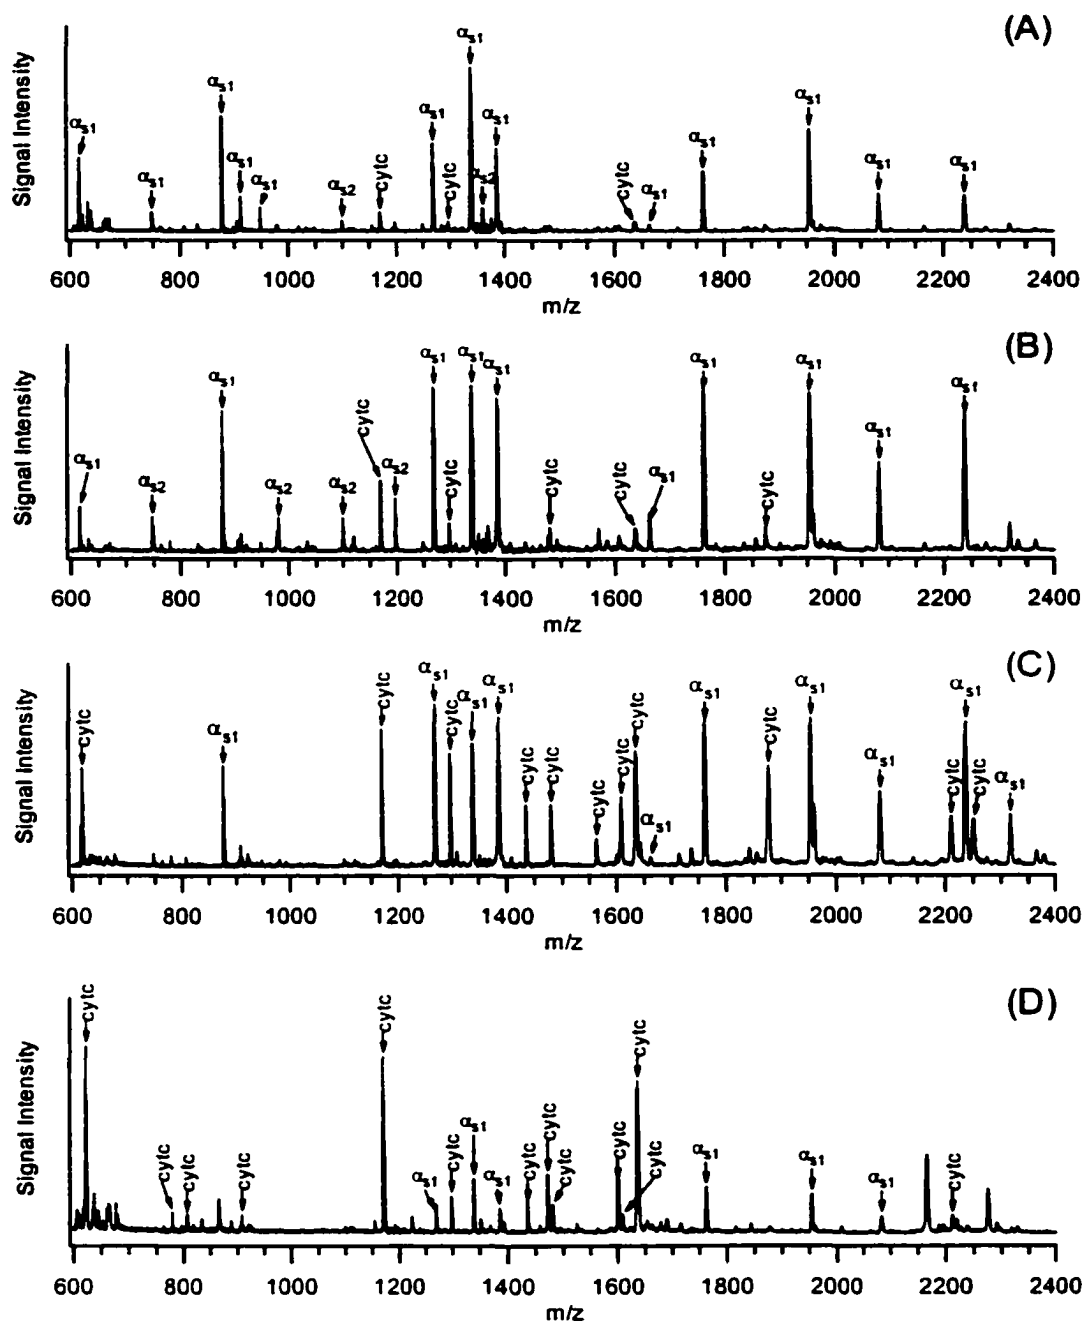 (A)
Signal Intensity
αs1
αs1
αs1
αs1
αs1
αs2
cytc
αs1
cytc
αs1
αs2
αs1
cytc
αs1
αs1
αs1
αs1
αs1
600 800 1000 1200 1400 1600 1800 2000 2200 2400
m/z
(B)
Signal Intensity
αs1
αs2
αs1
αs2
αs2
cytc
αs2
αs1
cytc
αs1
αs1
cytc
cytc
αs1
αs1
cytc
αs1
αs1
αs1
600 800 1000 1200 1400 1600 1800 2000 2200 2400
m/z
(C)
Signal Intensity
cytc
αs1
cytc
αs1
cytc
αs1
αs1
cytc
cytc
cytc
cytc
cytc
αs1
αs1
cytc
αs1
αs1
cytc
αs1
cytc
αs1
600 800 1000 1200 1400 1600 1800 2000 2200 2400
m/z
(D)
Signal Intensity
cytc
cytc
cytc
cytc
cytc
αs1
cytc
αs1
αs1
cytc
cytc
cytc
cytc
cytc
cytc
αs1
αs1
αs1
cytc
600 800 1000 1200 1400 1600 1800 2000 2200 2400
m/z